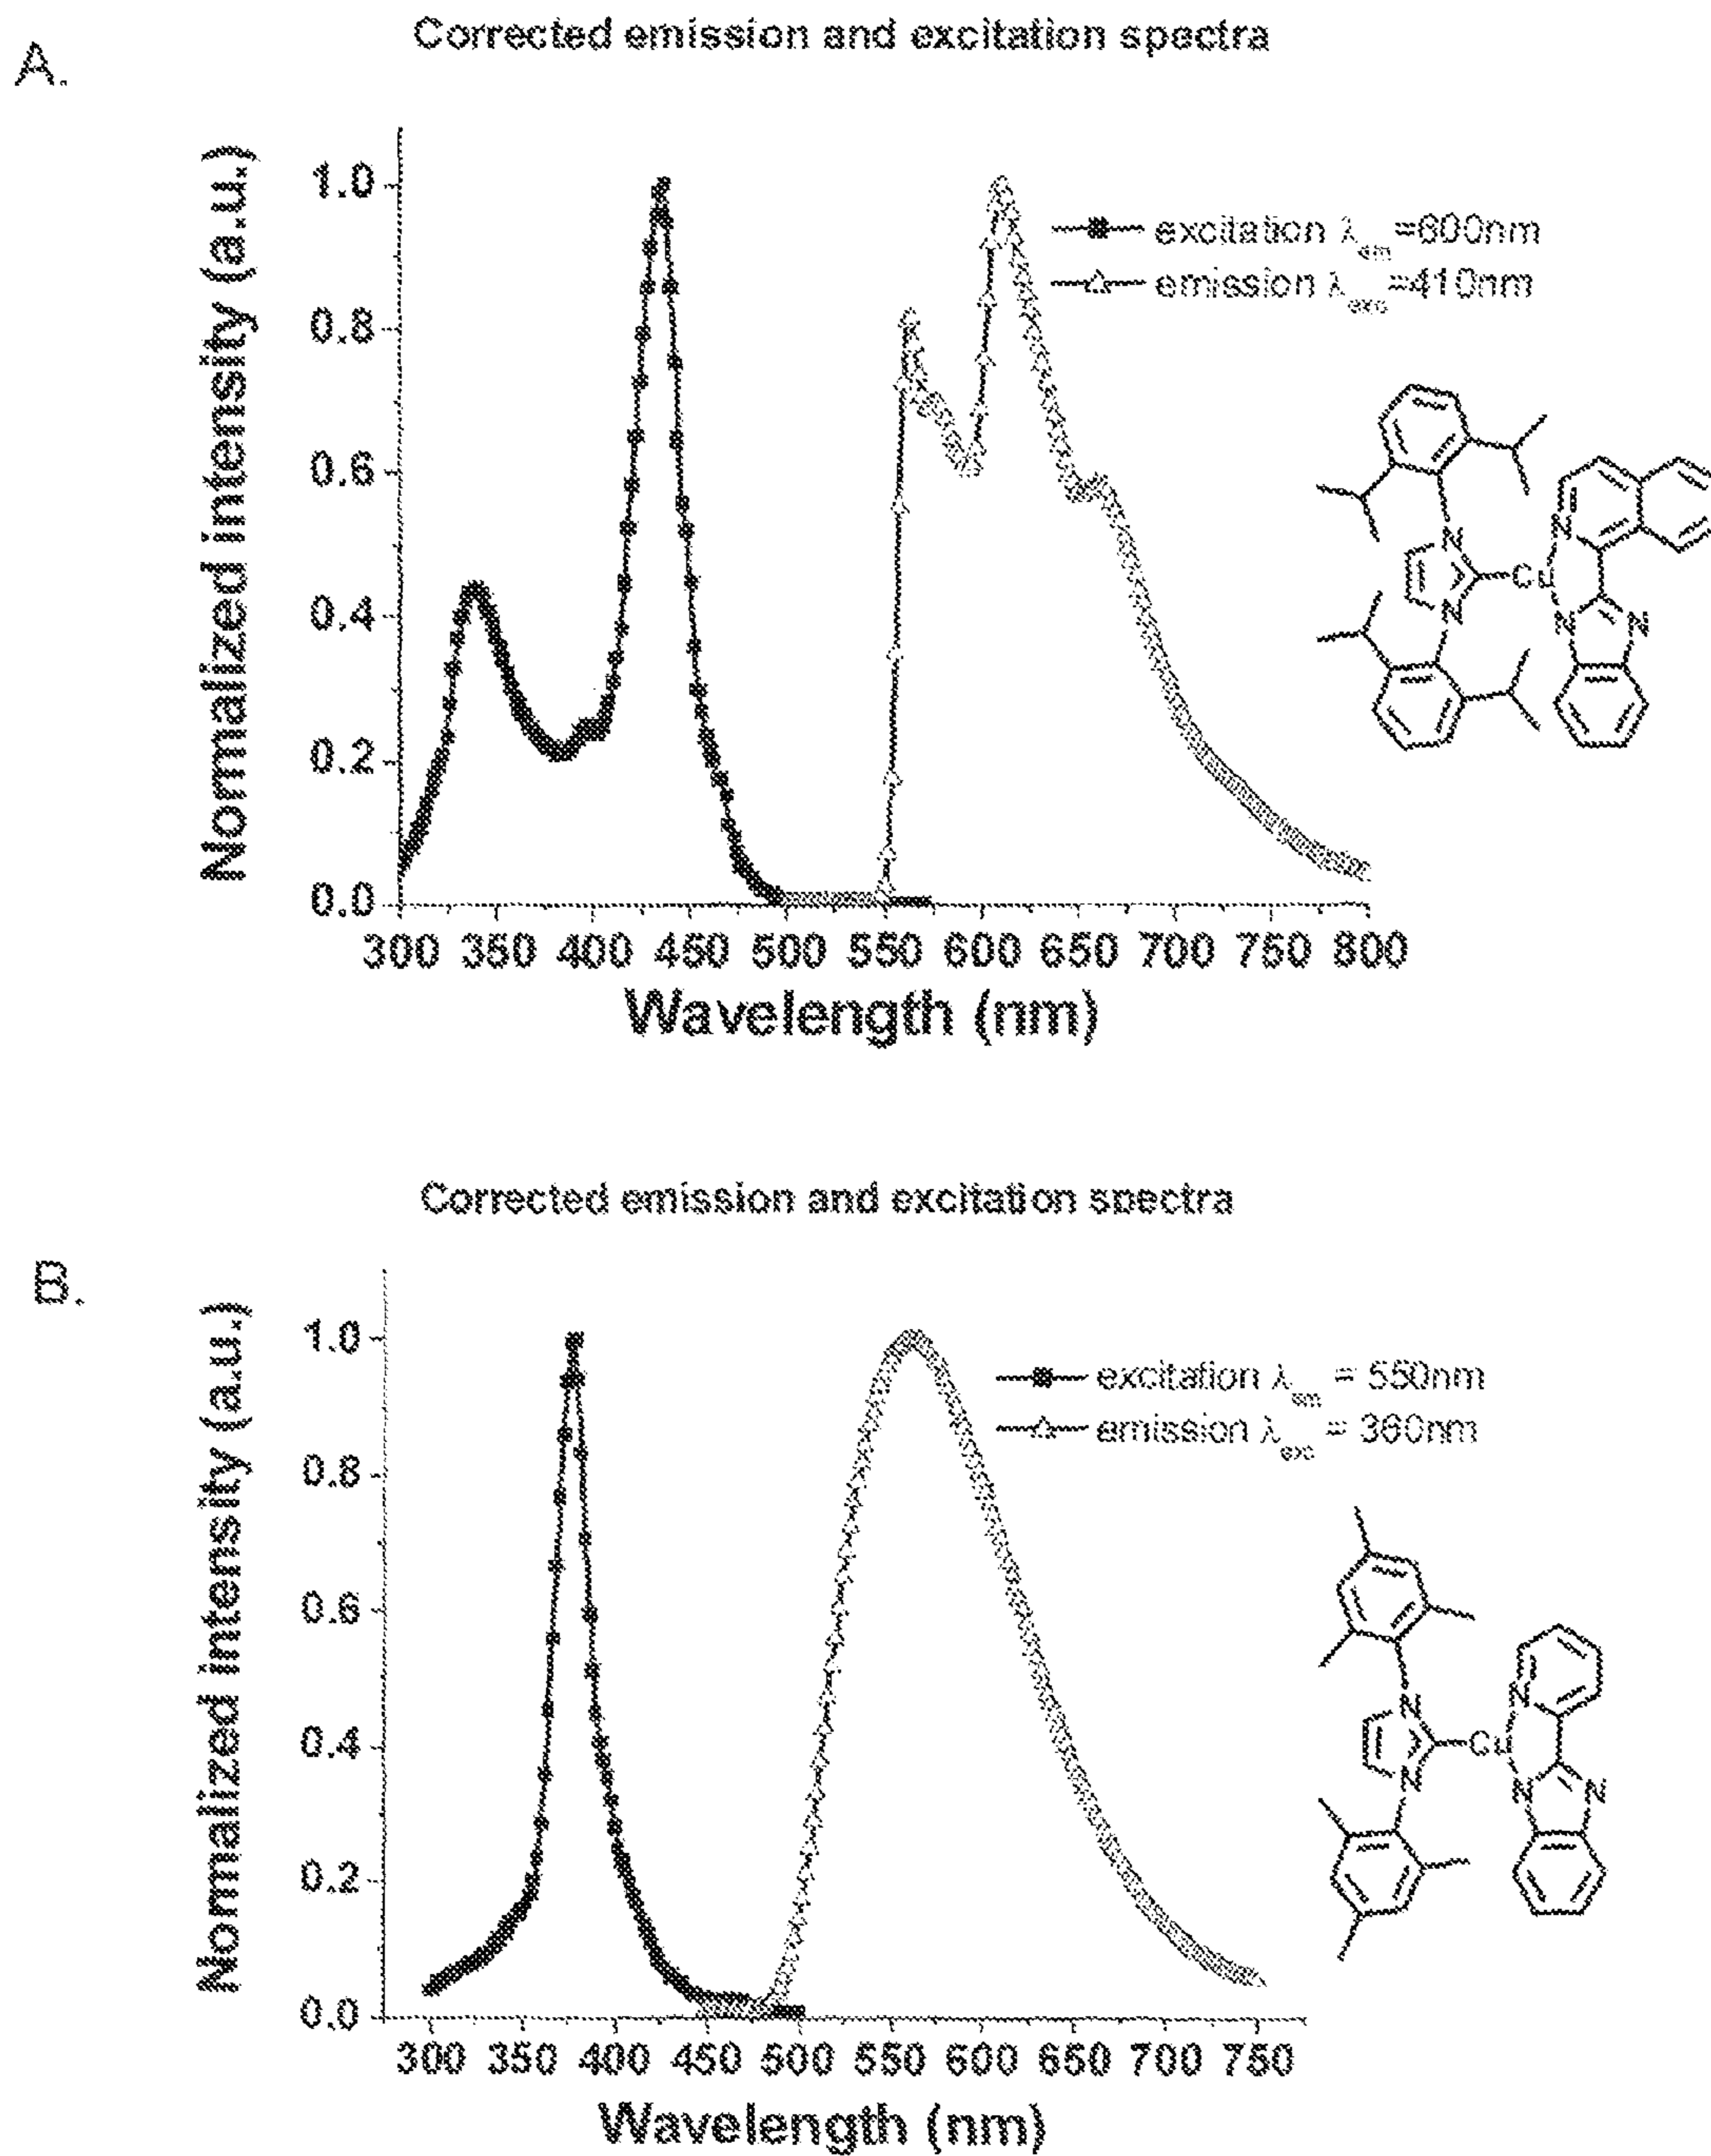 Corrected emission and excitation spectra
A.
Normalized intensity (a.u.)
1.0
0.8
0.6
0.4
0.2
0.0
excitation λem=600nm
emission λexc=410nm
N
N
Cu
N
N
N
300 350 400 450 500 550 600 650 700 750 800
Wavelength (nm)
Corrected emission and excitation spectra
B.
Normalized intensity (a.u.)
1.0
0.8
0.6
0.4
0.2
0.0
excitation λem = 550nm
emission λexc = 360nm
N
N
Cu
N
N
N
300 350 400 450 500 550 600 650 700 750
Wavelength (nm)